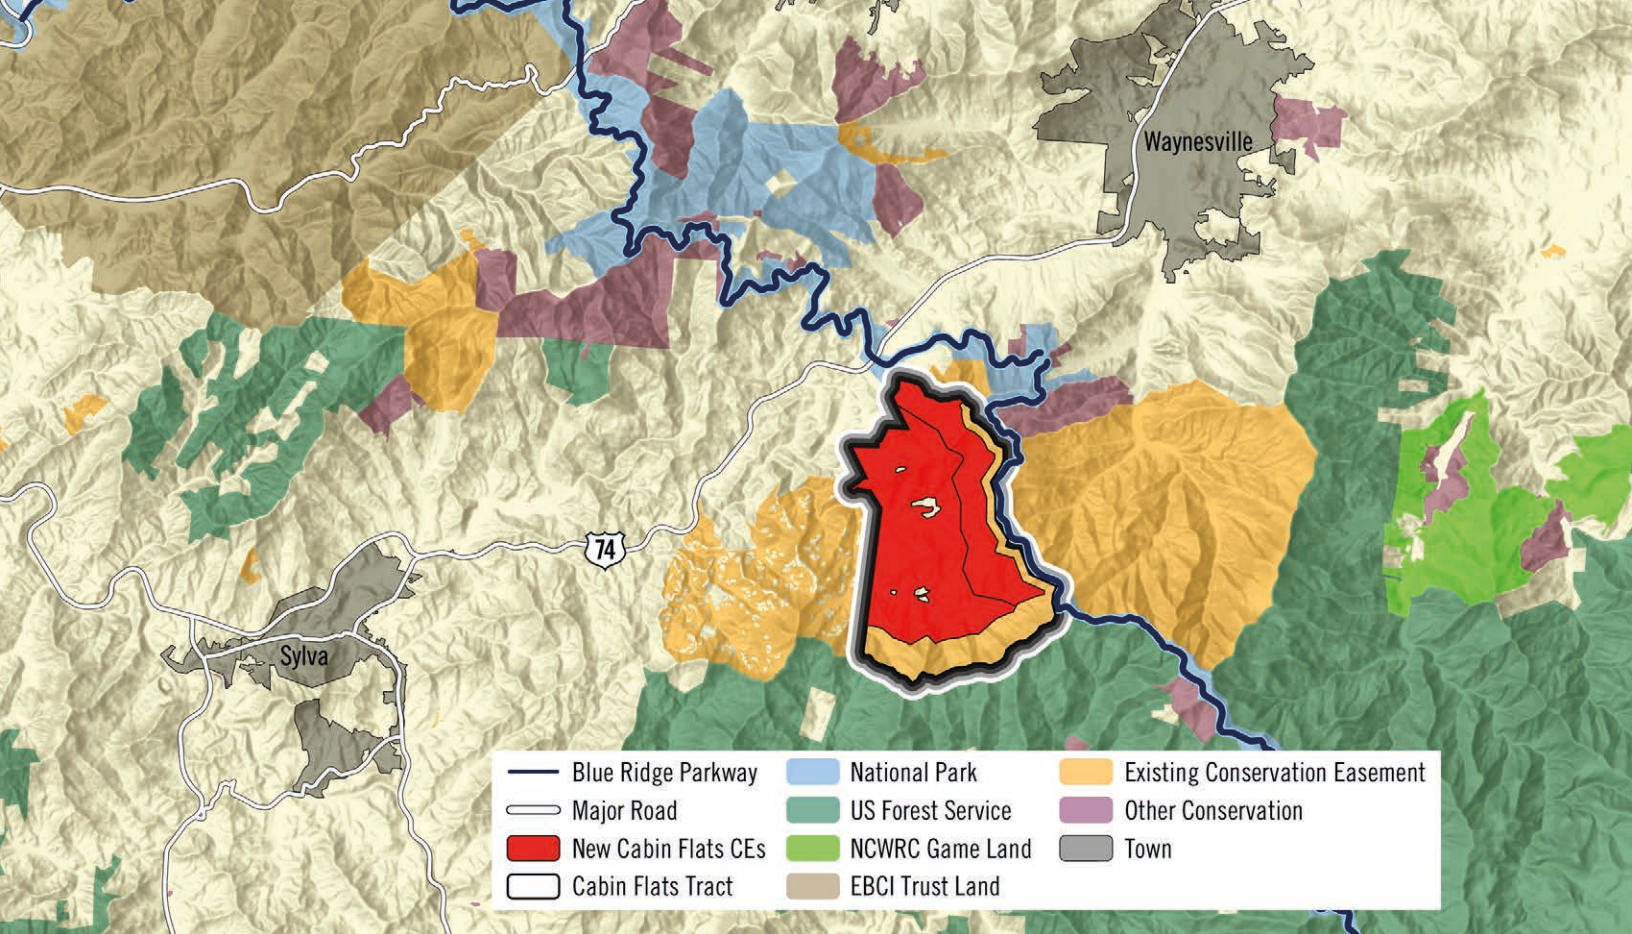 Waynesville
74
Sylva
Blue Ridge Parkway
Major Road
New Cabin Flats CEs
Cabin Flats Tract
National Park
US Forest Service
NCWRC Game Land
EBCI Trust Land
Existing Conservation Easement
Other Conservation
Town